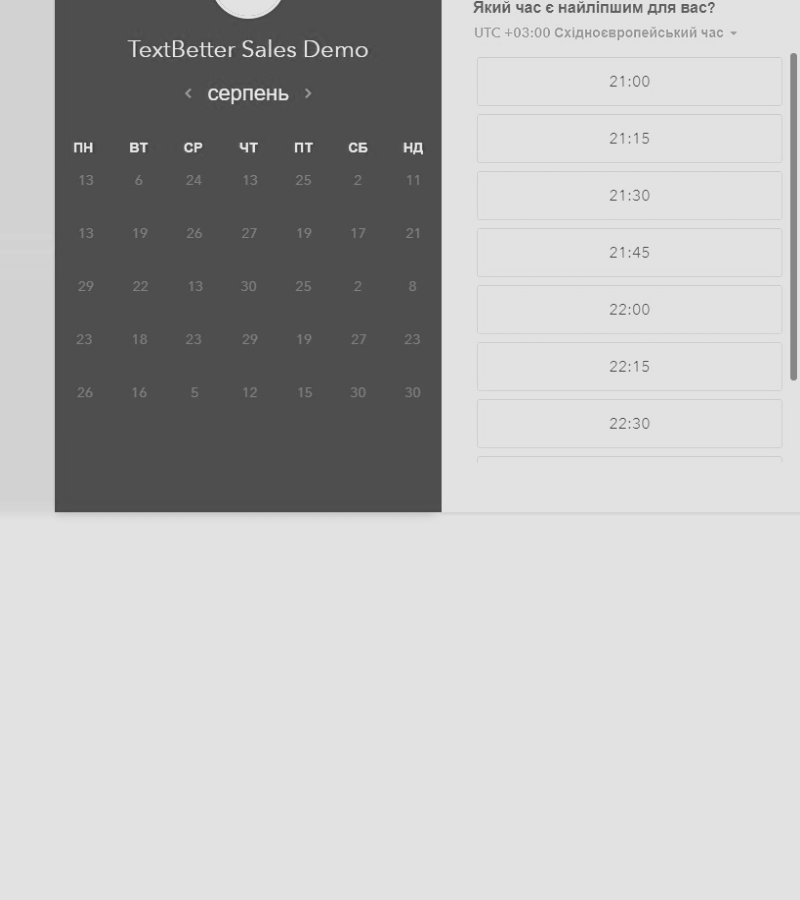 TextBetter Sales Demo
серпень
ПН ВТ СР ЧТ ПТ СБ НД
13 6 24 13 25 2 11
13 19 26 27 19 17 21
29 22 13 30 25 2 8
23 18 23 29 19 27 23
26 16 5 12 15 30 30
Який час є найліпшим для вас?
UTC +03:00 Східноєвропейський час
21:00
21:15
21:30
21:45
22:00
22:15
22:30